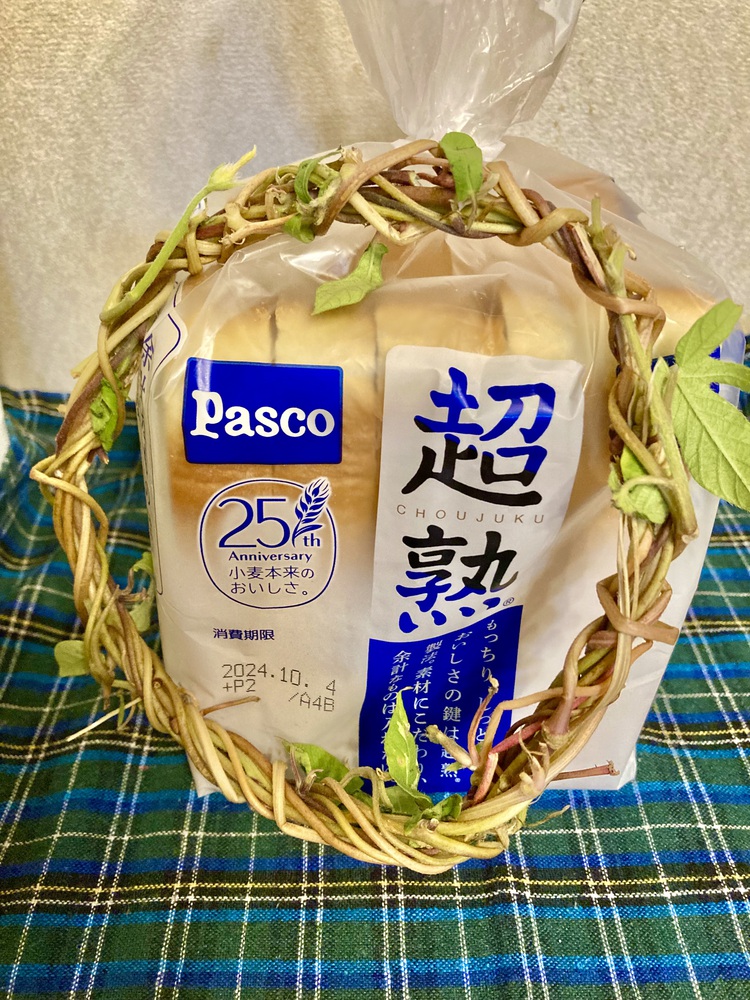 Pasco
超熟
CHOUJUKU
25th
Anniversary
小麦本来の
おいしさ。
消費期限
2024.10. 4
+P2 /A4B
もっちり
おいしさの鍵は超熟。
製法素材にこだ
余計なものは